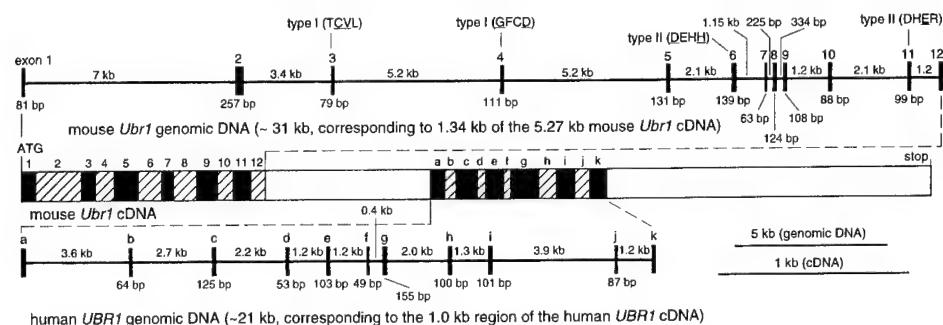 type I (TCVL) type I (GFCD) 1.15 kb 225 bp 334 bp type II (DHER)
type II (DEHH)
exon 1 2 3 4 5 6 7 8 9 10 11 12
7 kb 3.4 kb 5.2 kb 5.2 kb 2.1 kb 1.2 kb 2.1 kb 1.2
81 bp 257 bp 79 bp 111 bp 131 bp 139 bp 63 bp 124 bp 108 bp 88 bp 99 bp
mouse Ubr1 genomic DNA (~ 31 kb, corresponding to 1.34 kb of the 5.27 kb mouse Ubr1 cDNA)
ATG stop
1 2 3 4 5 6 7 8 9 10 11 12 a b c d e f g h i j k
mouse Ubr1 cDNA 0.4 kb
a b c d e f g h i j k
3.6 kb 2.7 kb 2.2 kb 1.2 kb 1.2 kb 2.0 kb 1.3 kb 3.9 kb 1.2 kb
64 bp 125 bp 53 bp 103 bp 49 bp 155 bp 100 bp 101 bp 87 bp
5 kb (genomic DNA)
1 kb (cDNA)
human UBR1 genomic DNA (~21 kb, corresponding to the 1.0 kb region of the human UBR1 cDNA)